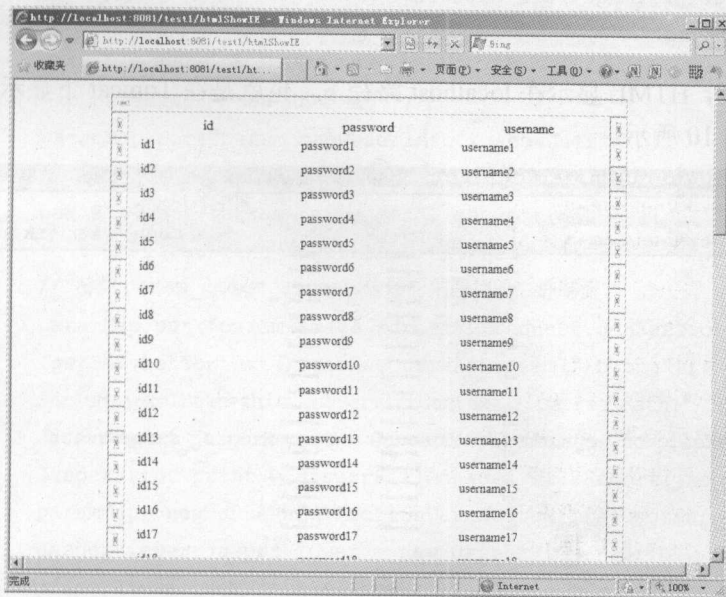 http://localhost:8081/test1/htmlShowIE - Windows Internet Explorer
http://localhost:8081/test1/htmlShowIE
Bing
收藏夹 http://localhost:8081/test1/ht... 页面(P) 安全(S) 工具(O)
id password username
id1 password1 username1
id2 password2 username2
id3 password3 username3
id4 password4 username4
id5 password5 username5
id6 password6 username6
id7 password7 username7
id8 password8 username8
id9 password9 username9
id10 password10 username10
id11 password11 username11
id12 password12 username12
id13 password13 username13
id14 password14 username14
id15 password15 username15
id16 password16 username16
id17 password17 username17
id18 password18 username18
完成 Internet 100%